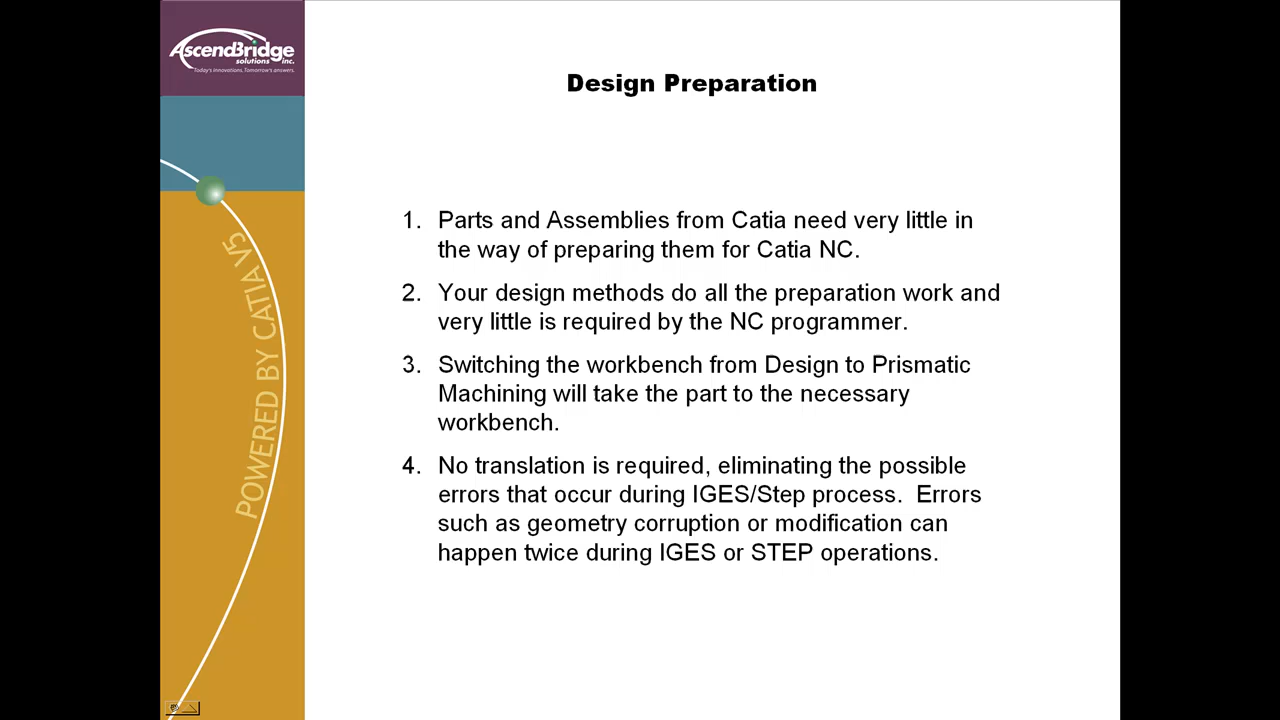 AscendBridge
solutions inc.
Today's innovations. Tomorrow's answers.
POWERED BY CATIA V5
Design Preparation
1. Parts and Assemblies from Catia need very little in
the way of preparing them for Catia NC.
2. Your design methods do all the preparation work and
very little is required by the NC programmer.
3. Switching the workbench from Design to Prismatic
Machining will take the part to the necessary
workbench.
4. No translation is required, eliminating the possible
errors that occur during IGES/Step process.  Errors
such as geometry corruption or modification can
happen twice during IGES or STEP operations.